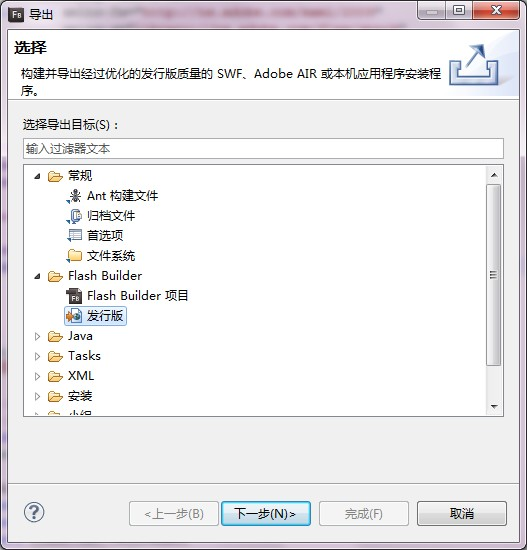 FB 导出
选择
构建并导出经过优化的发行版质量的 SWF、Adobe AIR 或本机应用程序安装程
序。
选择导出目标(S)：
输入过滤器文本
常规
Ant 构建文件
归档文件
首选项
文件系统
Flash Builder
FB Flash Builder 项目
发行版
Java
Tasks
XML
安装
小组
? <上一步(B) 下一步(N)> 完成(F) 取消